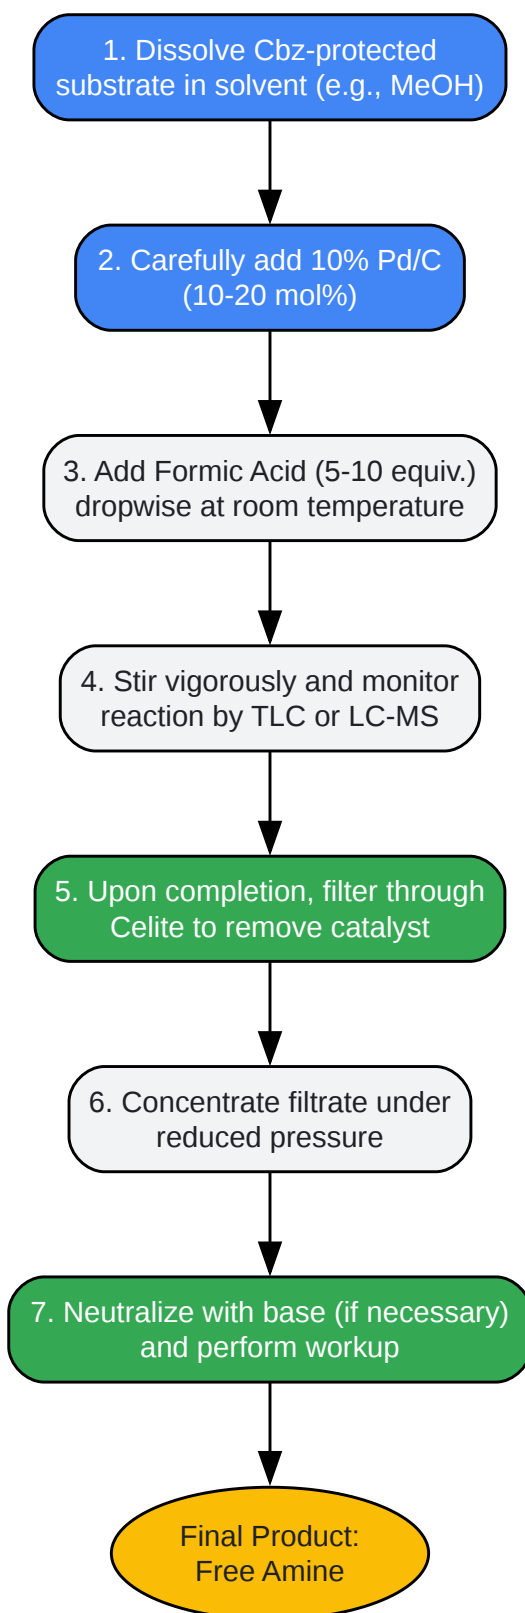 1. Dissolve Cbz-protected
substrate in solvent (e.g., MeOH)
2. Carefully add 10% Pd/C
(10-20 mol%)
3. Add Formic Acid (5-10 equiv.)
dropwise at room temperature
4. Stir vigorously and monitor
reaction by TLC or LC-MS
5. Upon completion, filter through
Celite to remove catalyst
6. Concentrate filtrate under
reduced pressure
7. Neutralize with base (if necessary)
and perform workup
Final Product:
Free Amine